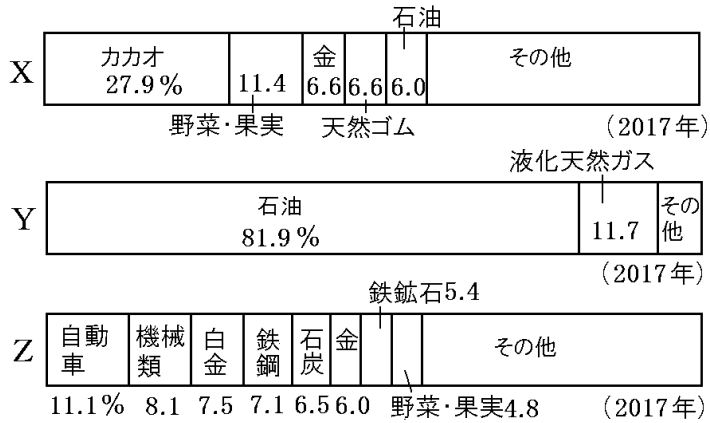 石油
X
カカオ 27.9%
11.4
金 6.6
6.6
6.0
その他
野菜・果実
天然ゴム
(2017年)
液化天然ガス
Y
石油 81.9%
11.7
その他
(2017年)
鉄鉱石5.4
Z
自動車
機械類
白金
鉄鋼
石炭
金
その他
11.1% 8.1 7.5 7.1 6.5 6.0 野菜・果実4.8 (2017年)